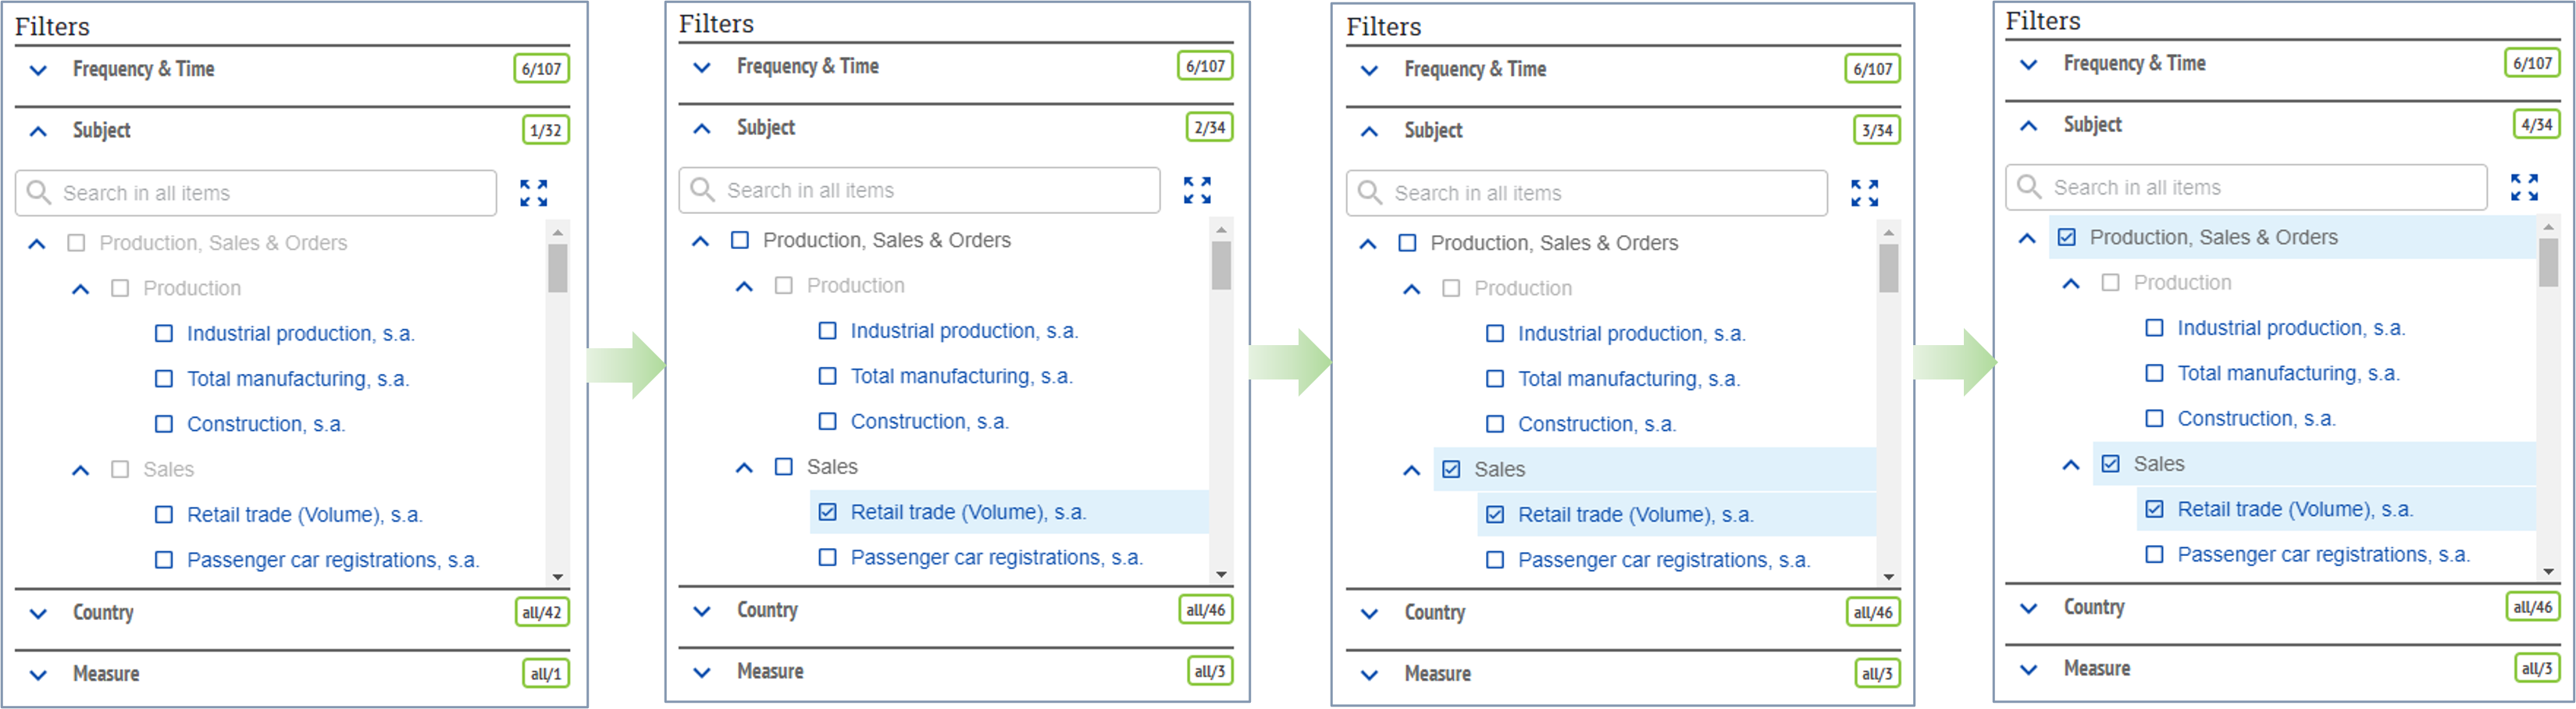 Filters
Frequency & Time 6/107
Subject 1/32
Search in all items
Production, Sales & Orders
Production
Industrial production, s.a.
Total manufacturing, s.a.
Construction, s.a.
Sales
Retail trade (Volume), s.a.
Passenger car registrations, s.a.
Country all/42
Measure all/1
Filters
Frequency & Time 6/107
Subject 2/34
Search in all items
Production, Sales & Orders
Production
Industrial production, s.a.
Total manufacturing, s.a.
Construction, s.a.
Sales
Retail trade (Volume), s.a.
Passenger car registrations, s.a.
Country all/46
Measure all/3
Filters
Frequency & Time 6/107
Subject 3/34
Search in all items
Production, Sales & Orders
Production
Industrial production, s.a.
Total manufacturing, s.a.
Construction, s.a.
Sales
Retail trade (Volume), s.a.
Passenger car registrations, s.a.
Country all/46
Measure all/3
Filters
Frequency & Time 6/107
Subject 4/34
Search in all items
Production, Sales & Orders
Production
Industrial production, s.a.
Total manufacturing, s.a.
Construction, s.a.
Sales
Retail trade (Volume), s.a.
Passenger car registrations, s.a.
Country all/46
Measure all/3